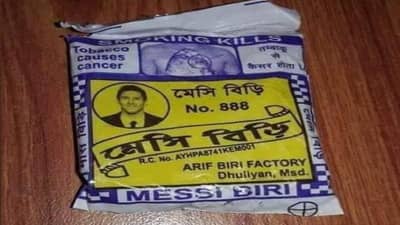 SMOKING KILLS
Tobacco
causes
cancer
तम्बाकू
से
कैंसर होता
মেসি বিড়ি
No. 888
মেসি বিড়ি
R.C. No. AYHPA8741KEM001
ARIF BIRI FACTORY
Dhuliyan, Msd.
MESSI BIRI